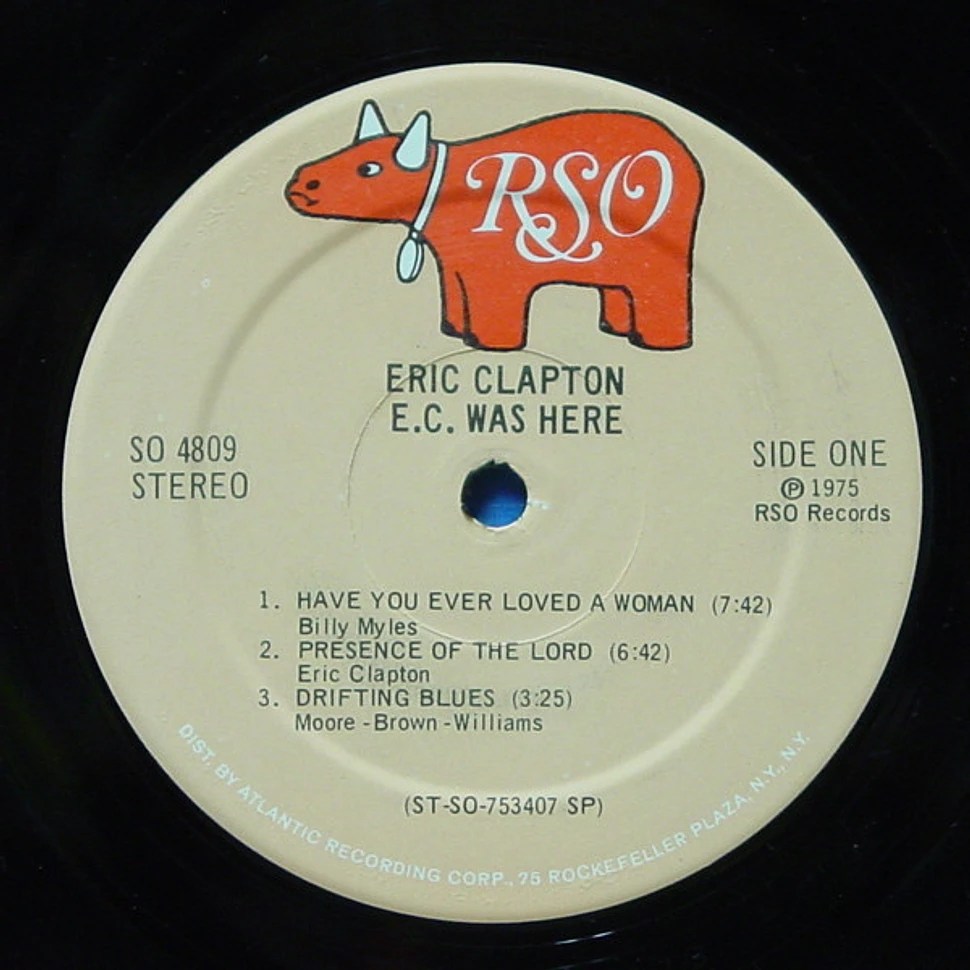 RSO
ERIC CLAPTON
E.C. WAS HERE
SO 4809
STEREO
SIDE ONE
℗ 1975
RSO Records
1. HAVE YOU EVER LOVED A WOMAN (7:42)
Billy Myles
2. PRESENCE OF THE LORD (6:42)
Eric Clapton
3. DRIFTING BLUES (3:25)
Moore - Brown - Williams
(ST-SO-753407 SP)
DIST. BY ATLANTIC RECORDING CORP., 75 ROCKEFELLER PLAZA, N.Y., N.Y.